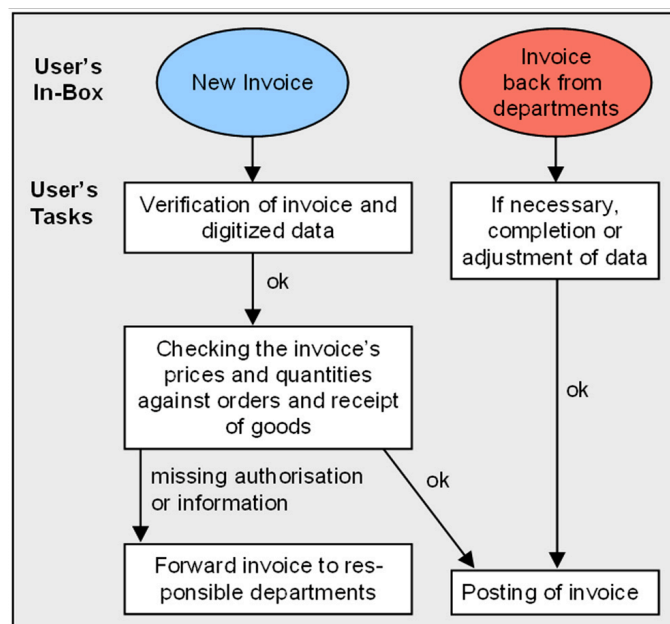 User's
In-Box
New Invoice
Invoice
back from
departments
User's
Tasks
Verification of invoice and
digitized data
If necessary,
completion or
adjustment of data
ok
Checking the invoice's
prices and quantities
against orders and receipt
of goods
ok
missing authorisation
or information
ok
Forward invoice to res-
ponsible departments
Posting of invoice